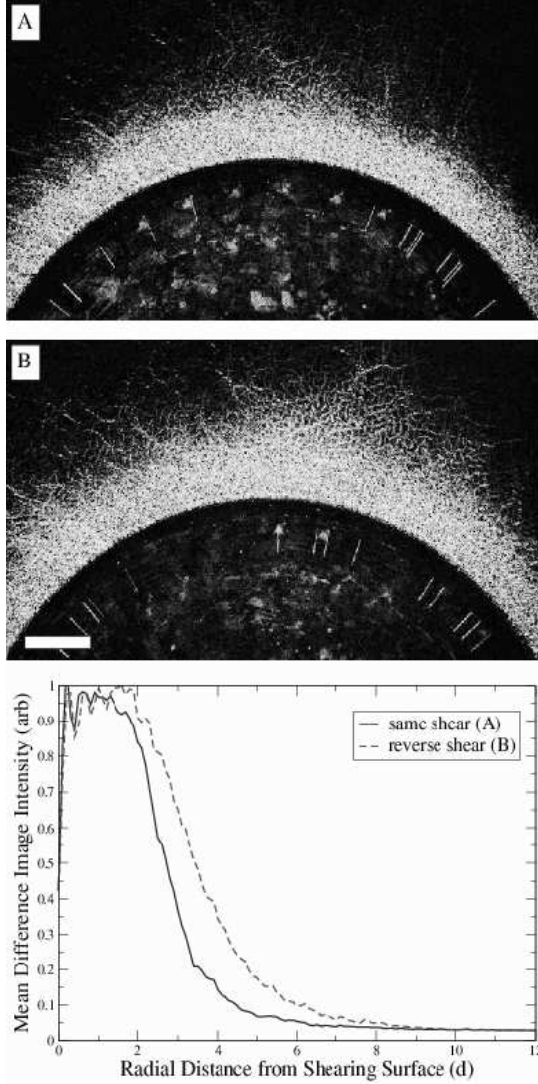 A
B
1
0.9
0.8
0.7
0.6
0.5
0.4
0.3
0.2
0.1
0
Mean Difference Image Intensity (arb)
same shear (A)
reverse shear (B)
0 2 4 6 8 10 12
Radial Distance from Shearing Surface (d)